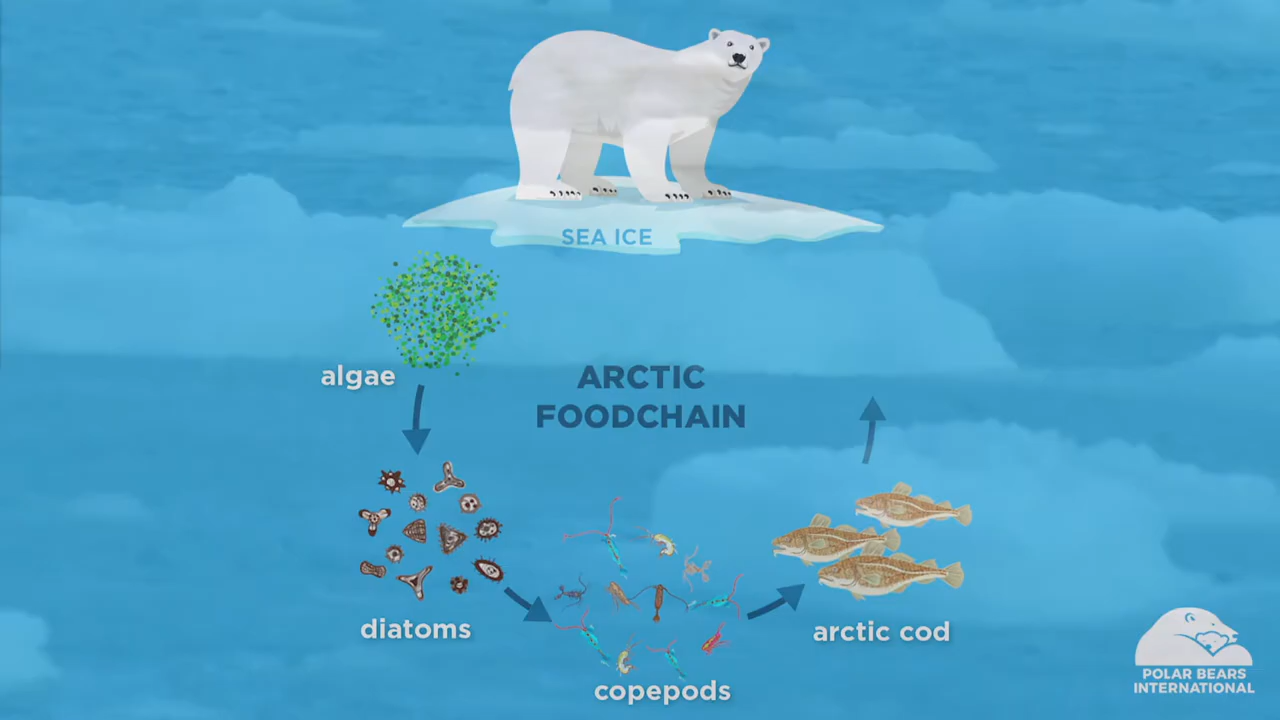 SEA ICE
algae
ARCTIC
FOODCHAIN
diatoms
copepods
arctic cod
POLAR BEARS
INTERNATIONAL